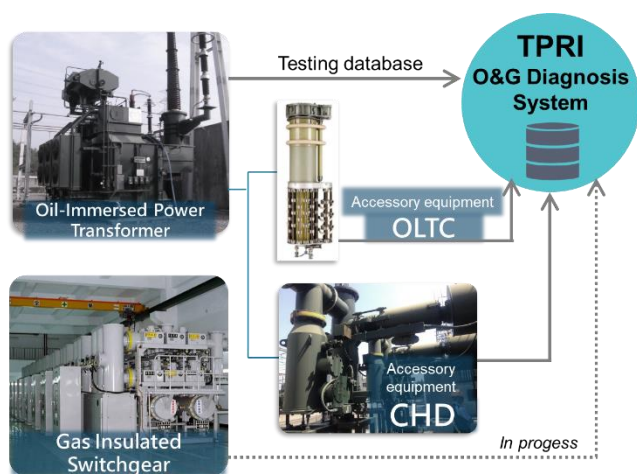 TPRI
O&G Diagnosis
System
Testing database
Oil-Immersed Power
Transformer
Accessory equipment
OLTC
Accessory
equipment
CHD
Gas Insulated
Switchgear
In progess